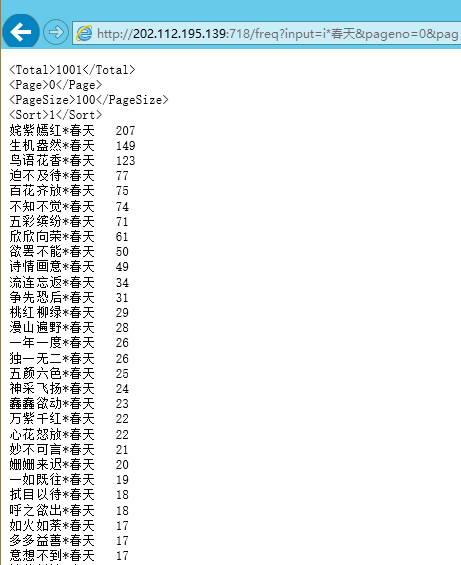 http://202.112.195.139:718/freq?input=i*春天&pageno=0&pag
<Total>1001</Total>
<Page>0</Page>
<PageSize>100</PageSize>
<Sort>1</Sort>
姹紫嫣红*春天 207
生机盎然*春天 149
鸟语花香*春天 123
迫不及待*春天 77
百花齐放*春天 75
不知不觉*春天 74
五彩缤纷*春天 71
欣欣向荣*春天 61
欲罢不能*春天 50
诗情画意*春天 49
流连忘返*春天 34
争先恐后*春天 31
桃红柳绿*春天 29
漫山遍野*春天 28
一年一度*春天 26
独一无二*春天 26
五颜六色*春天 25
神采飞扬*春天 24
蠢蠢欲动*春天 23
万紫千红*春天 22
心花怒放*春天 22
妙不可言*春天 21
姗姗来迟*春天 20
一如既往*春天 19
拭目以待*春天 18
呼之欲出*春天 18
如火如荼*春天 17
多多益善*春天 17
意想不到*春天 17